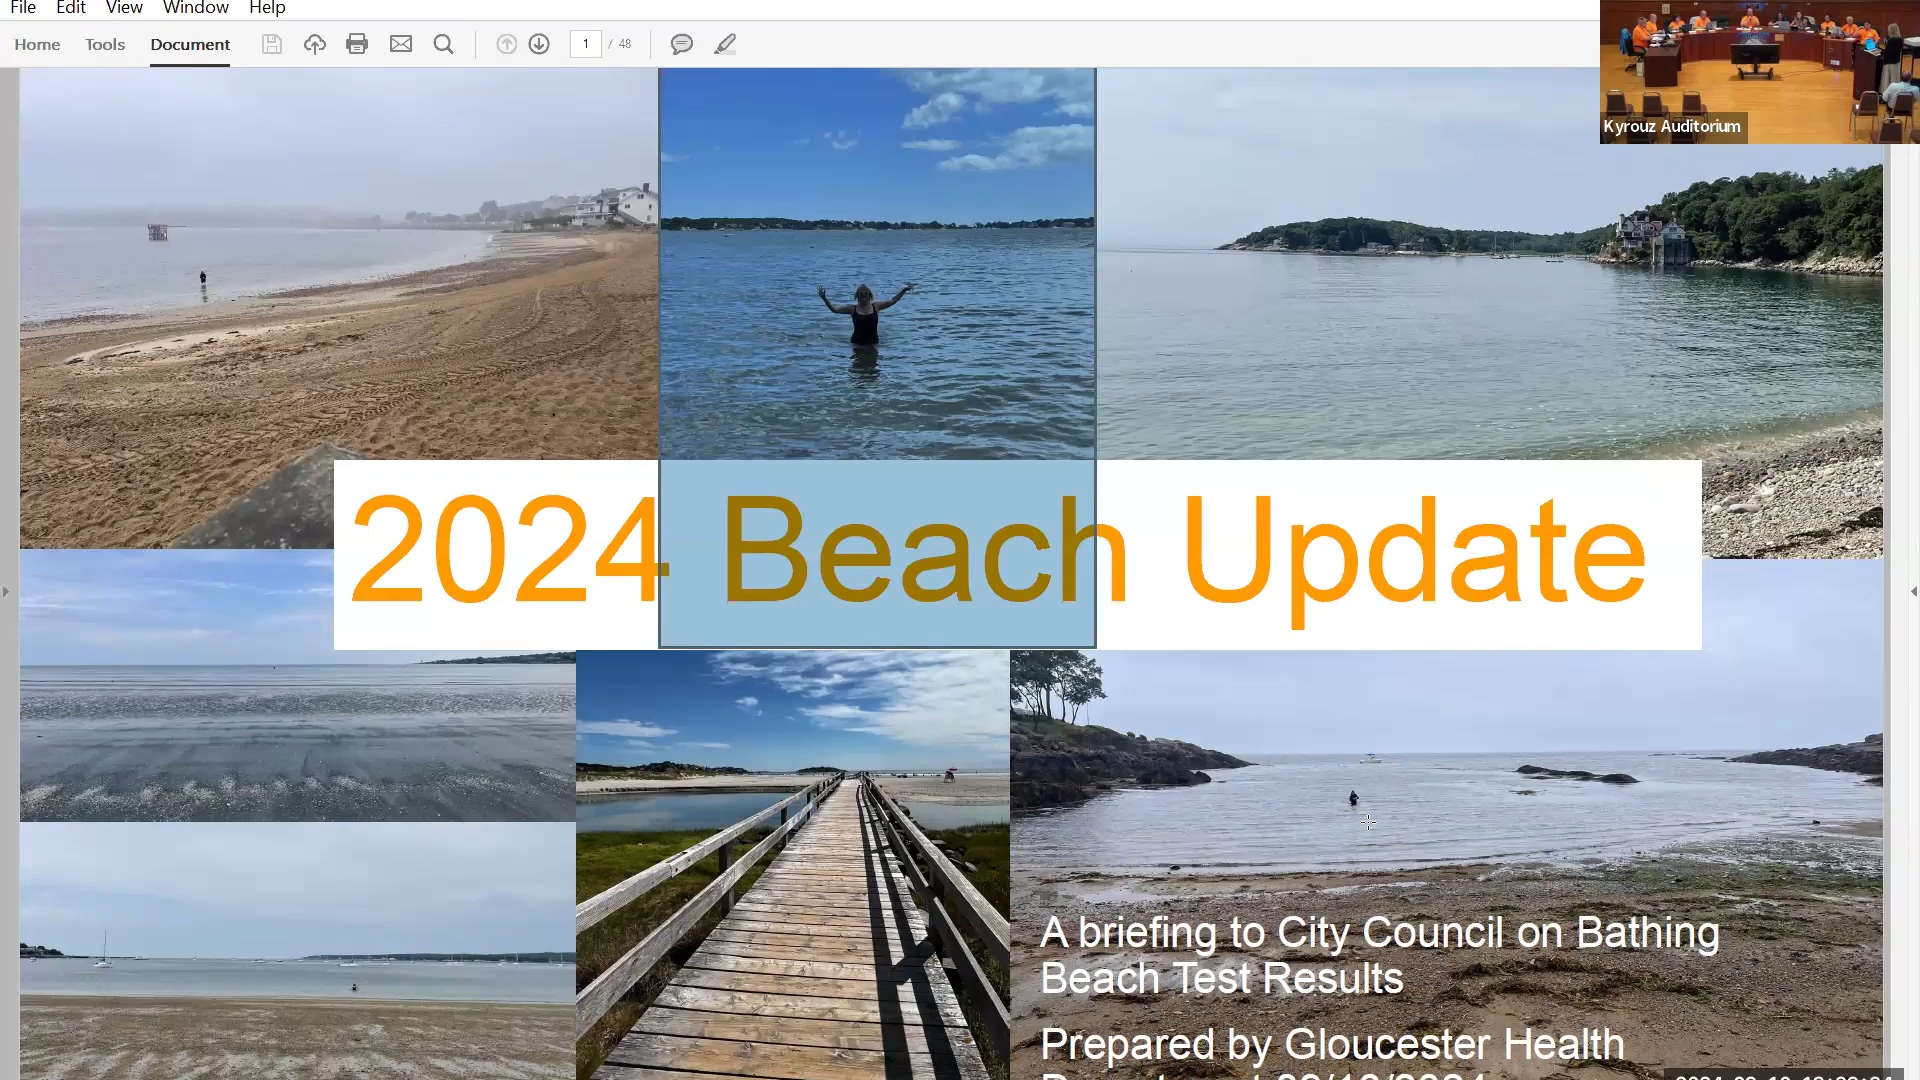 File Edit View Window Help
Home Tools Document 1 / 48
Kyrouz Auditorium
2024 Beach Update
A briefing to City Council on Bathing
Beach Test Results
Prepared by Gloucester Health